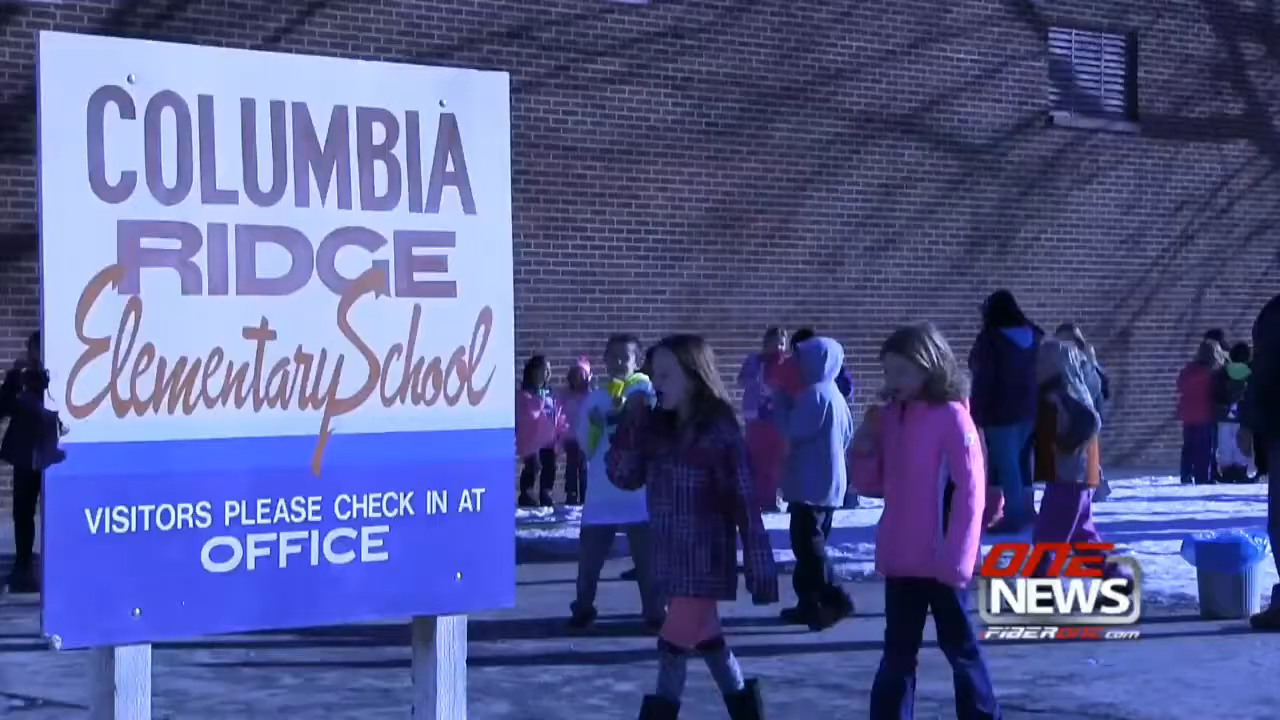 COLUMBIA
RIDGE
Elementary School
VISITORS PLEASE CHECK IN AT
OFFICE
ONE
NEWS
FIBERONE.com